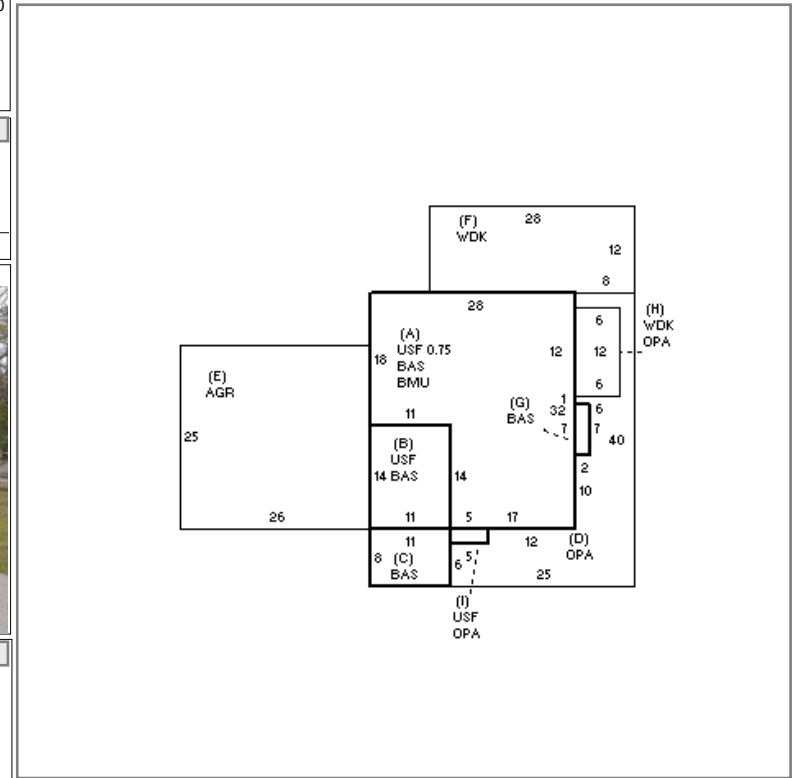 (F)
WDK
28
12
8
28
(A)
USF 0.75
BAS
BMU
18
12
6
12
6
(H)
WDK
OPA
(E)
AGR
25
26
11
(G)
BAS
1
32
7
6
7
40
2
10
(B)
USF
BAS
14
14
11
5
17
11
8
(C)
BAS
6
5
12
(D)
OPA
25
(I)
USF
OPA